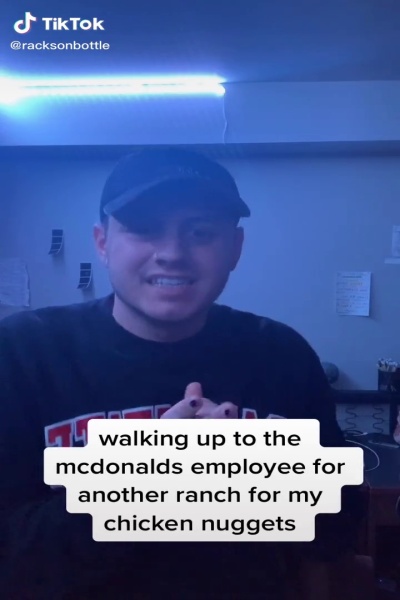 TikTok
@racksonbottle
walking up to the
mcdonalds employee for
another ranch for my
chicken nuggets